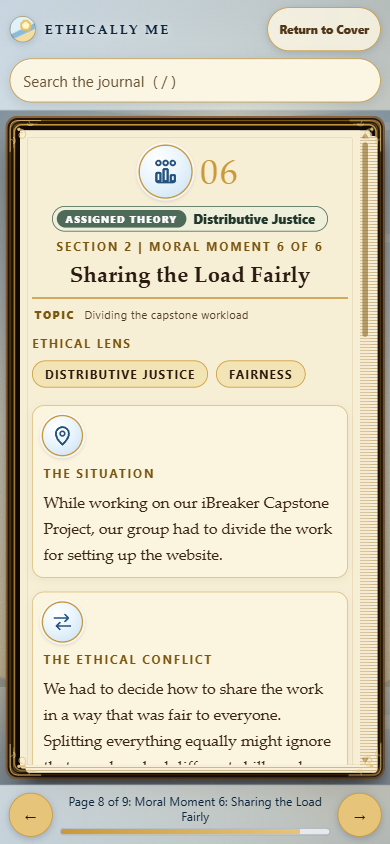 ETHICALLY ME
Return to Cover
Search the journal ( / )
06
ASSIGNED THEORY Distributive Justice
SECTION 2 | MORAL MOMENT 6 OF 6
Sharing the Load Fairly
TOPIC Dividing the capstone workload
ETHICAL LENS
DISTRIBUTIVE JUSTICE FAIRNESS
THE SITUATION
While working on our iBreaker Capstone
Project, our group had to divide the work
for setting up the website.
THE ETHICAL CONFLICT
We had to decide how to share the work
in a way that was fair to everyone.
Splitting everything equally might ignore
Page 8 of 9: Moral Moment 6: Sharing the Load
Fairly